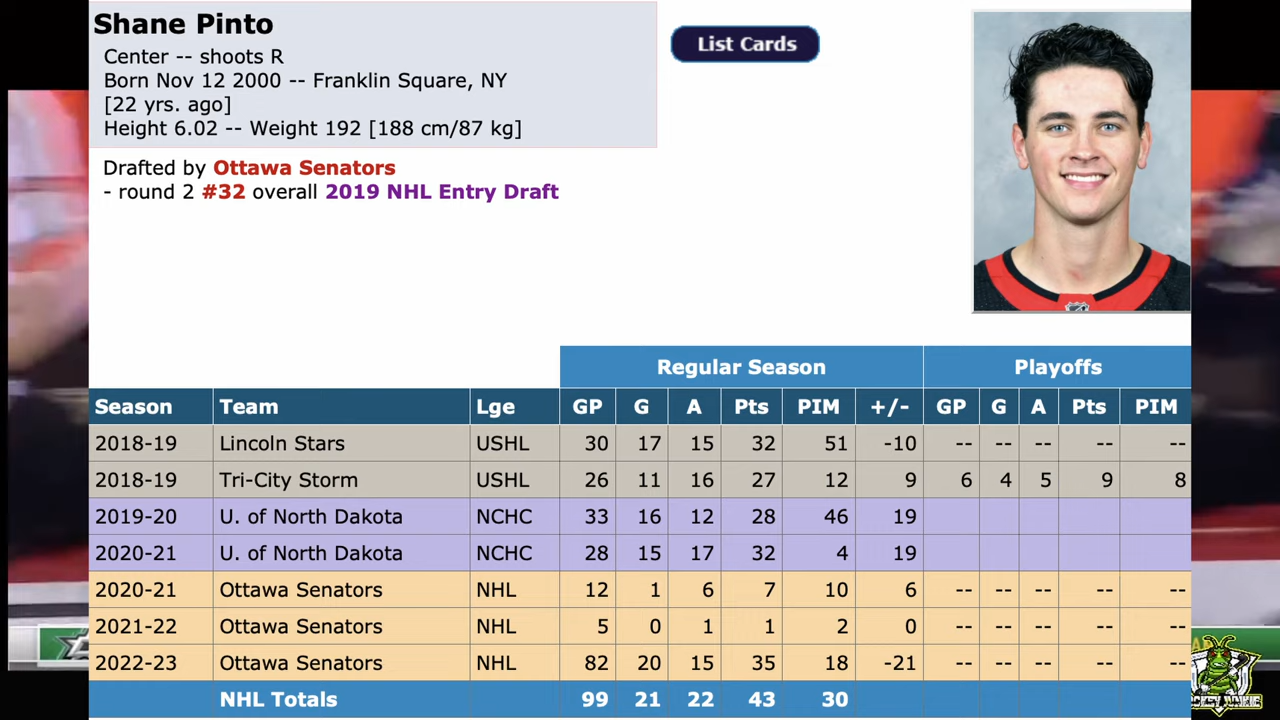 Shane Pinto
List Cards
Center -- shoots R
Born Nov 12 2000 -- Franklin Square, NY
[22 yrs. ago]
Height 6.02 -- Weight 192 [188 cm/87 kg]
Drafted by Ottawa Senators
- round 2 #32 overall 2019 NHL Entry Draft
Regular Season Playoffs
Season Team Lge GP G A Pts PIM +/- GP G A Pts PIM
2018-19 Lincoln Stars USHL 30 17 15 32 51 -10 -- -- -- -- --
2018-19 Tri-City Storm USHL 26 11 16 27 12 9 6 4 5 9 8
2019-20 U. of North Dakota NCHC 33 16 12 28 46 19
2020-21 U. of North Dakota NCHC 28 15 17 32 4 19
2020-21 Ottawa Senators NHL 12 1 6 7 10 6 -- -- -- -- --
2021-22 Ottawa Senators NHL 5 0 1 1 2 0 -- -- -- -- --
2022-23 Ottawa Senators NHL 82 20 15 35 18 -21 -- -- -- -- --
NHL Totals 99 21 22 43 30